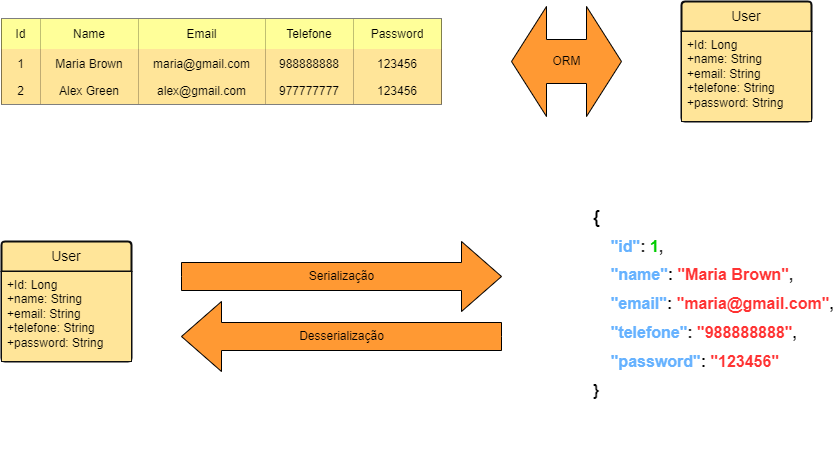 Id Name Email Telefone Password
1 Maria Brown maria@gmail.com 988888888 123456
2 Alex Green alex@gmail.com 977777777 123456
ORM
User
+Id: Long
+name: String
+email: String
+telefone: String
+password: String
User
+Id: Long
+name: String
+email: String
+telefone: String
+password: String
Serialização
Desserialização
{
"id": 1,
"name": "Maria Brown",
"email": "maria@gmail.com",
"telefone": "988888888",
"password": "123456"
}